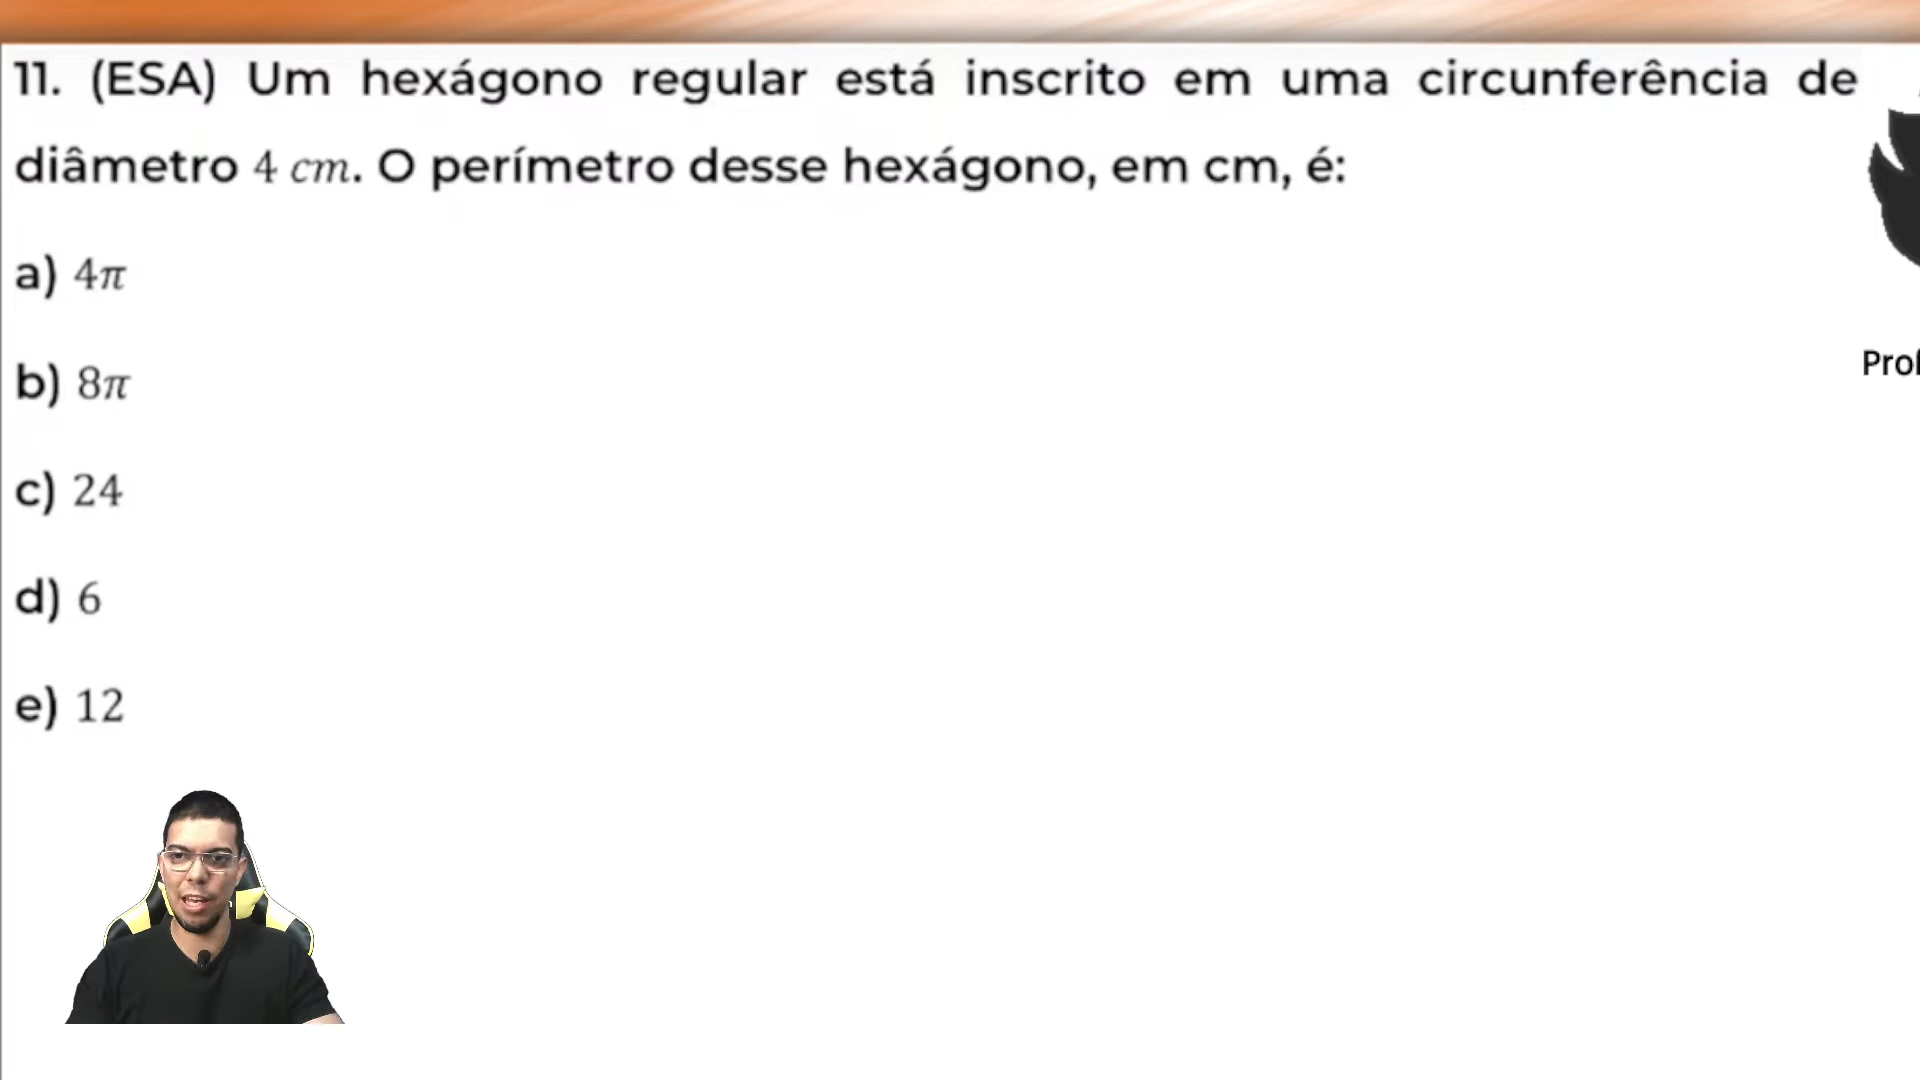 11. (ESA) Um hexágono regular está inscrito em uma circunferência de
diâmetro 4 cm. O perímetro desse hexágono, em cm, é:
a) 4π
b) 8π
c) 24
d) 6
e) 12